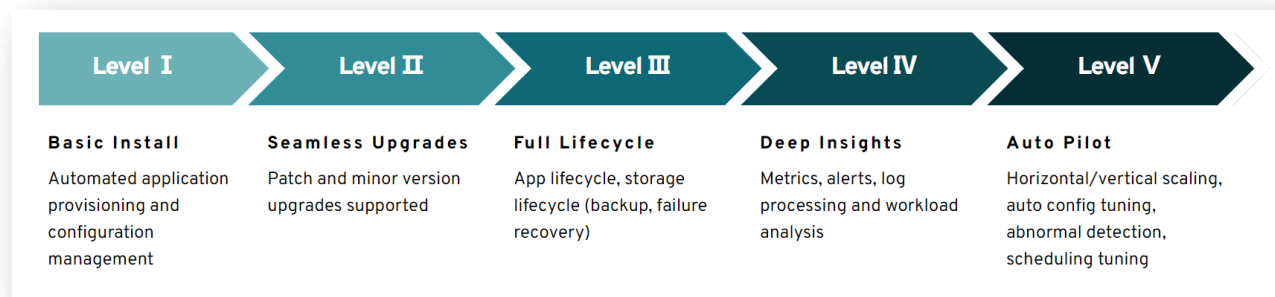 Level I
Level II
Level III
Level IV
Level V
Basic Install
Automated application
provisioning and
configuration
management
Seamless Upgrades
Patch and minor version
upgrades supported
Full Lifecycle
App lifecycle, storage
lifecycle (backup, failure
recovery)
Deep Insights
Metrics, alerts, log
processing and workload
analysis
Auto Pilot
Horizontal/vertical scaling,
auto config tuning,
abnormal detection,
scheduling tuning